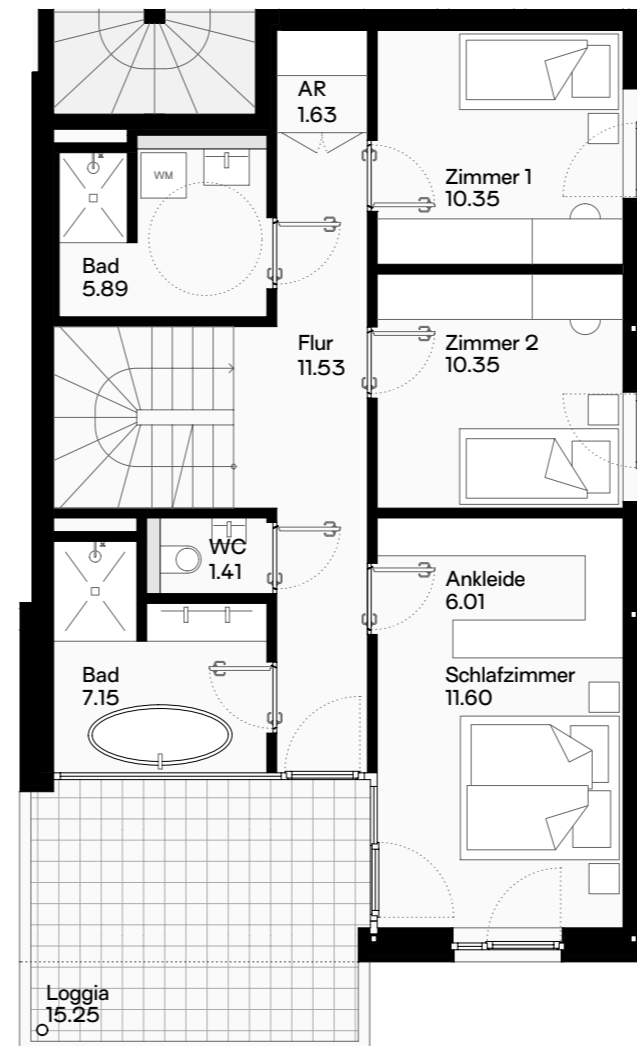 AR
1.63
Zimmer 1
10.35
WM
Bad
5.89
Flur
11.53
Zimmer 2
10.35
WC
1.41
Ankleide
6.01
Bad
7.15
Schlafzimmer
11.60
Loggia
15.25